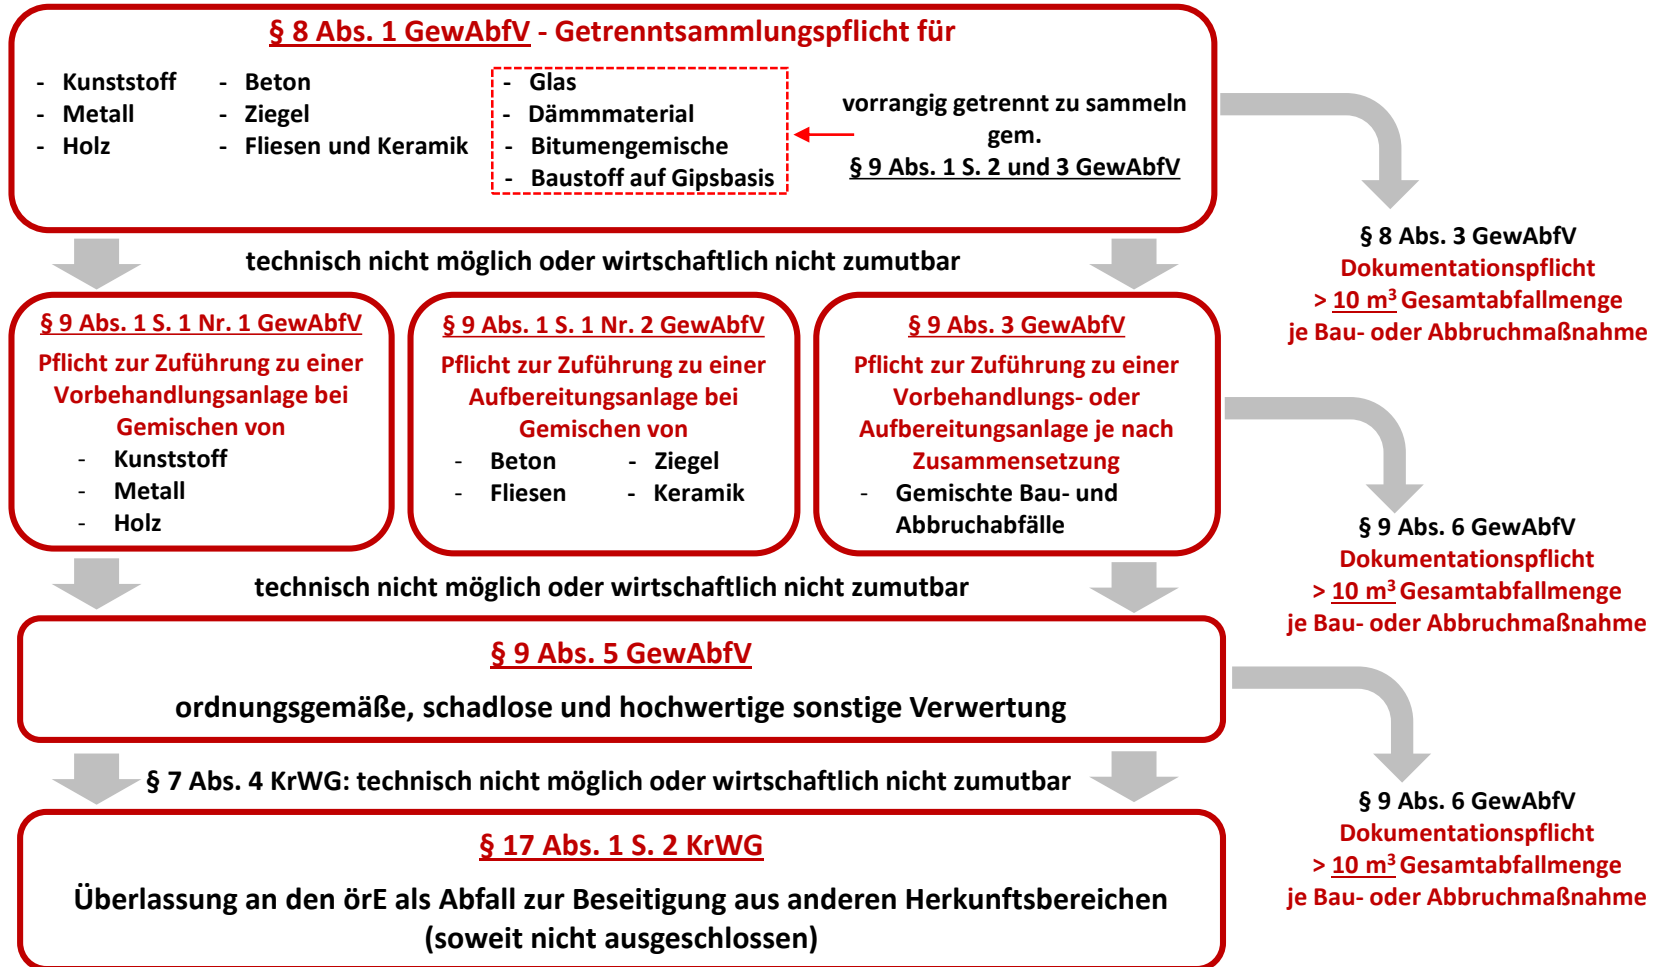 § 8 Abs. 1 GewAbfV - Getrenntsammlungspflicht für
- Kunststoff
- Metall
- Holz
- Beton
- Ziegel
- Fliesen und Keramik
- Glas
- Dämmmaterial
- Bitumengemische
- Baustoff auf Gipsbasis
vorrangig getrennt zu sammeln
gem.
§ 9 Abs. 1 S. 2 und 3 GewAbfV
§ 8 Abs. 3 GewAbfV
Dokumentationspflicht
> 10 m³ Gesamtabfallmenge
je Bau- oder Abbruchmaßnahme
technisch nicht möglich oder wirtschaftlich nicht zumutbar
§ 9 Abs. 1 S. 1 Nr. 1 GewAbfV
Pflicht zur Zuführung zu einer
Vorbehandlungsanlage bei
Gemischen von
- Kunststoff
- Metall
- Holz
§ 9 Abs. 1 S. 1 Nr. 2 GewAbfV
Pflicht zur Zuführung zu einer
Aufbereitungsanlage bei
Gemischen von
- Beton - Ziegel
- Fliesen - Keramik
§ 9 Abs. 3 GewAbfV
Pflicht zur Zuführung zu einer
Vorbehandlungs- oder
Aufbereitungsanlage je nach
Zusammensetzung
- Gemischte Bau- und
Abbruchabfälle
§ 9 Abs. 6 GewAbfV
Dokumentationspflicht
> 10 m³ Gesamtabfallmenge
je Bau- oder Abbruchmaßnahme
technisch nicht möglich oder wirtschaftlich nicht zumutbar
§ 9 Abs. 5 GewAbfV
ordnungsgemäße, schadlose und hochwertige sonstige Verwertung
§ 7 Abs. 4 KrWG: technisch nicht möglich oder wirtschaftlich nicht zumutbar
§ 9 Abs. 6 GewAbfV
Dokumentationspflicht
> 10 m³ Gesamtabfallmenge
je Bau- oder Abbruchmaßnahme
§ 17 Abs. 1 S. 2 KrWG
Überlassung an den örE als Abfall zur Beseitigung aus anderen Herkunftsbereichen
(soweit nicht ausgeschlossen)